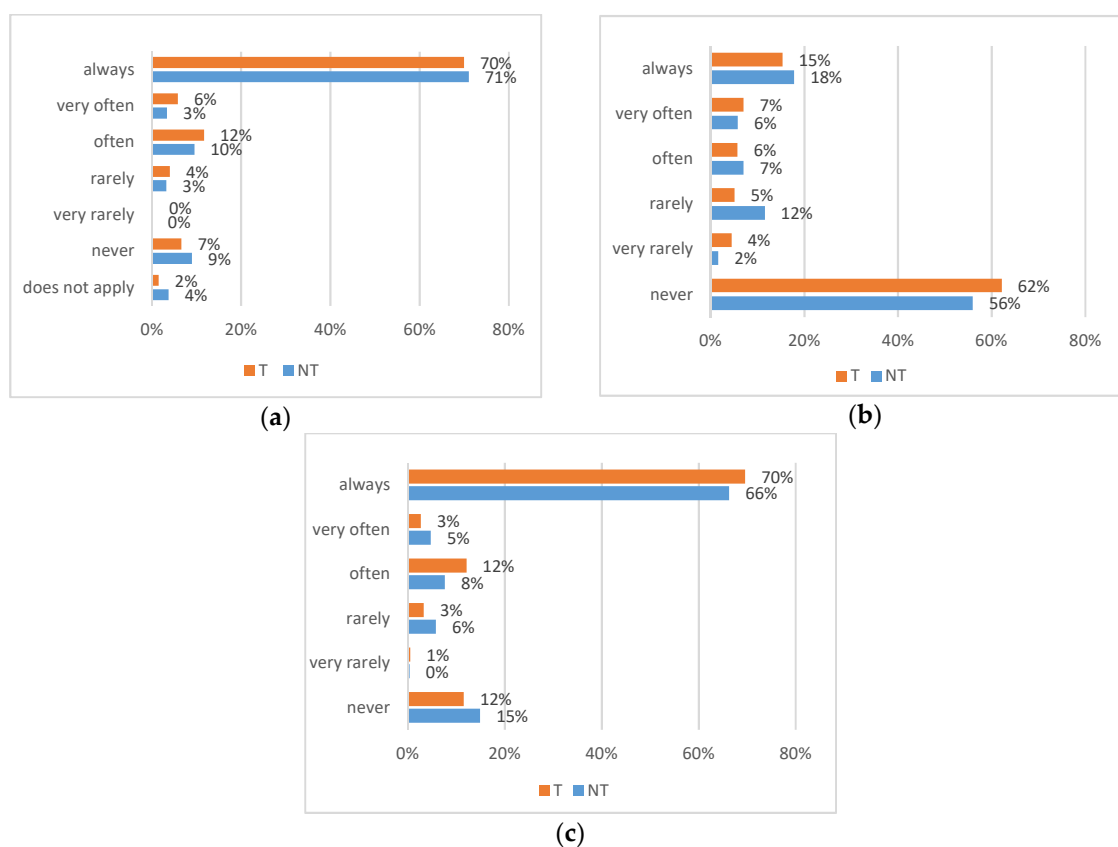 always 70%
71%
very often 6%
3%
often 12%
10%
rarely 4%
3%
very rarely 0%
0%
never 7%
9%
does not apply 2%
4%
0% 20% 40% 60% 80%
T NT
(a)
always 15%
18%
very often 7%
6%
often 6%
7%
rarely 5%
12%
very rarely 4%
2%
never 62%
56%
0% 20% 40% 60% 80%
T NT
(b)
always 70%
66%
very often 3%
5%
often 12%
8%
rarely 3%
6%
very rarely 1%
0%
never 12%
15%
0% 20% 40% 60% 80%
T NT
(c)